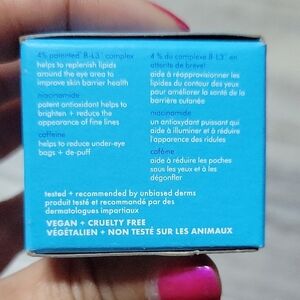 4% patented* B-L3™ complex
helps to replenish lipids
around the eye area to
improve skin barrier health
niacinamide
patent antioxidant helps to
brighten + reduce the
appearance of fine lines
caffeine
helps to reduce under-eye
bags + de-puff
4 % du complexe B-L3™ en
attente de brevet
aide à réapprovisionner les
lipides du contour des yeux
pour améliorer la santé de la
barrière cutanée
niacinamide
un antioxydant puissant qui
aide à illuminer et à réduire
l'apparence des ridules
caféine
aide à réduire les poches
sous les yeux et à les
dégonfler
tested + recommended by unbiased derms
produit testé et recommandé par des
dermatologues impartiaux
VEGAN + CRUELTY FREE
VÉGÉTALIEN + NON TESTÉ SUR LES ANIMAUX